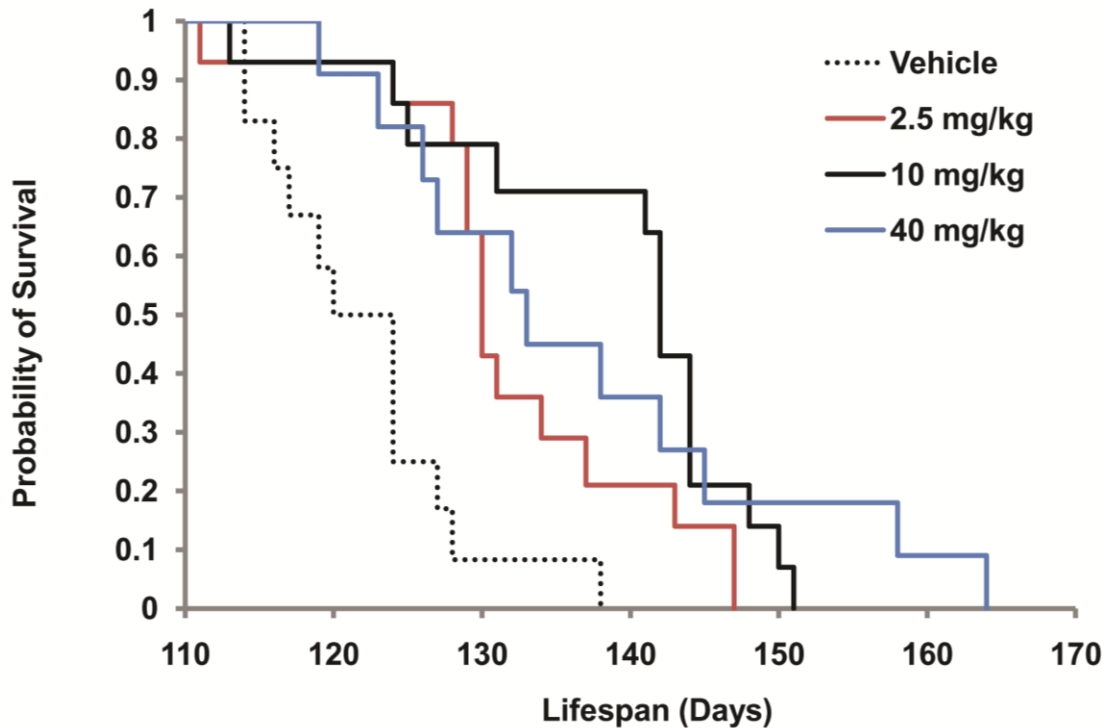 Probability of Survival
1
0.9
0.8
0.7
0.6
0.5
0.4
0.3
0.2
0.1
0
110 120 130 140 150 160 170
Lifespan (Days)
Vehicle
2.5 mg/kg
10 mg/kg
40 mg/kg